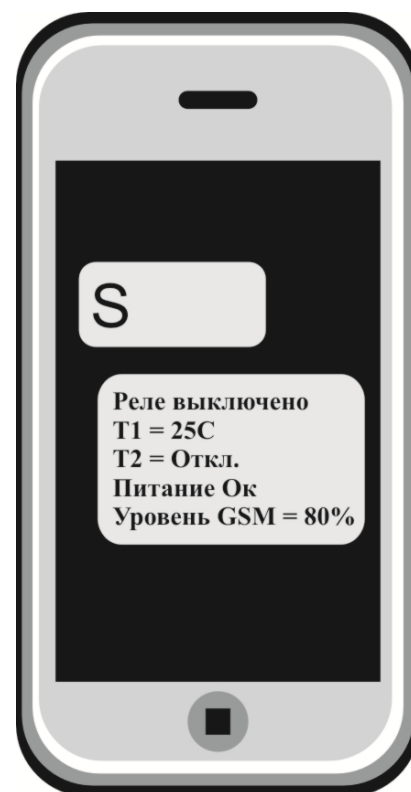 S
Реле выключено
T1 = 25C
T2 = Откл.
Питание Ок
Уровень GSM = 80%